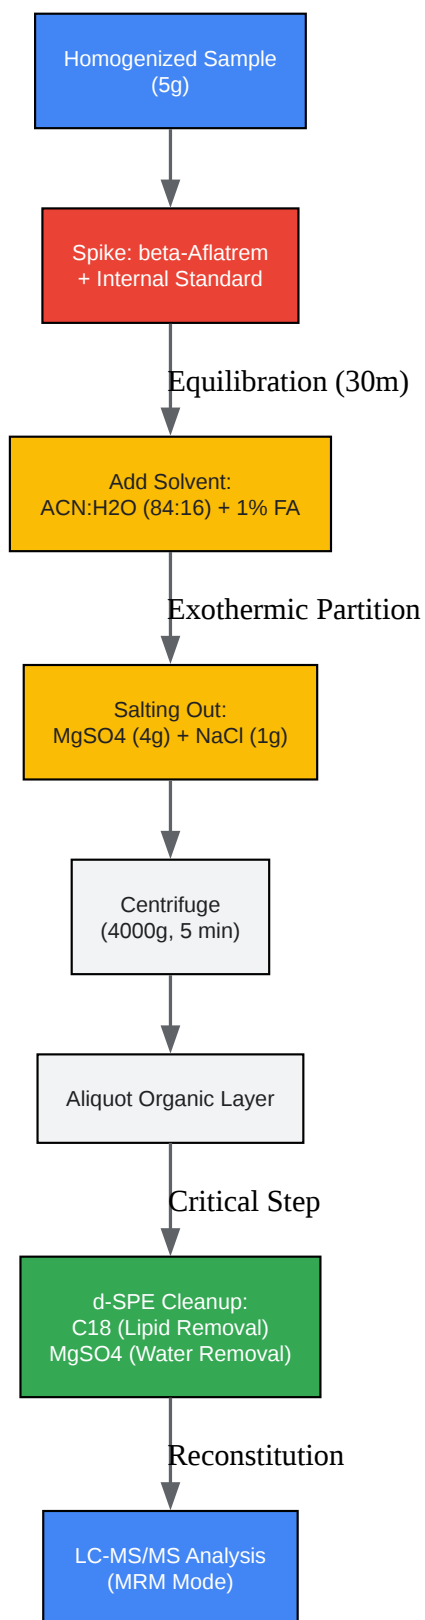 Homogenized Sample
(5g)
Spike: beta-Aflatrem
+ Internal Standard
Equilibration (30m)
Add Solvent:
ACN:H2O (84:16) + 1% FA
Exothermic Partition
Salting Out:
MgSO4 (4g) + NaCl (1g)
Centrifuge
(4000g, 5 min)
Aliquot Organic Layer
Critical Step
d-SPE Cleanup:
C18 (Lipid Removal)
MgSO4 (Water Removal)
Reconstitution
LC-MS/MS Analysis
(MRM Mode)